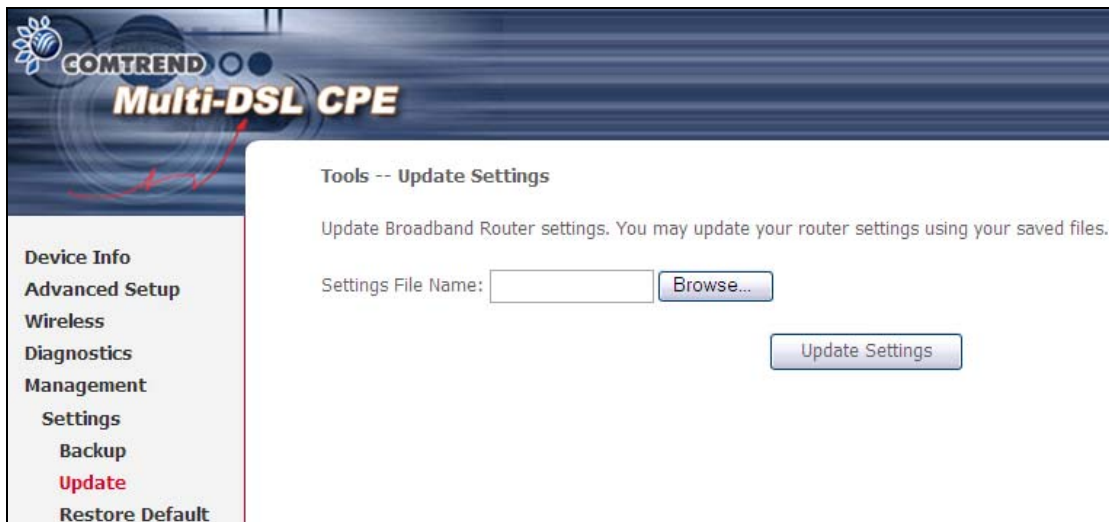 COMTREND
Multi-DSL CPE
Device Info
Advanced Setup
Wireless
Diagnostics
Management
Settings
Backup
Update
Restore Default
Tools -- Update Settings
Update Broadband Router settings. You may update your router settings using your saved files.
Settings File Name:
Browse...
Update Settings